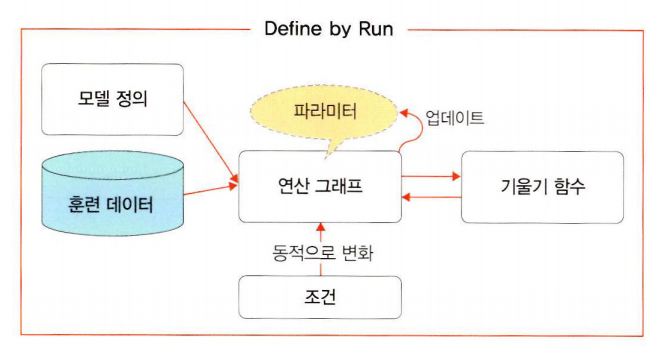 Define by Run
모델 정의
파라미터
업데이트
훈련 데이터
연산 그래프
기울기 함수
동적으로 변화
조건